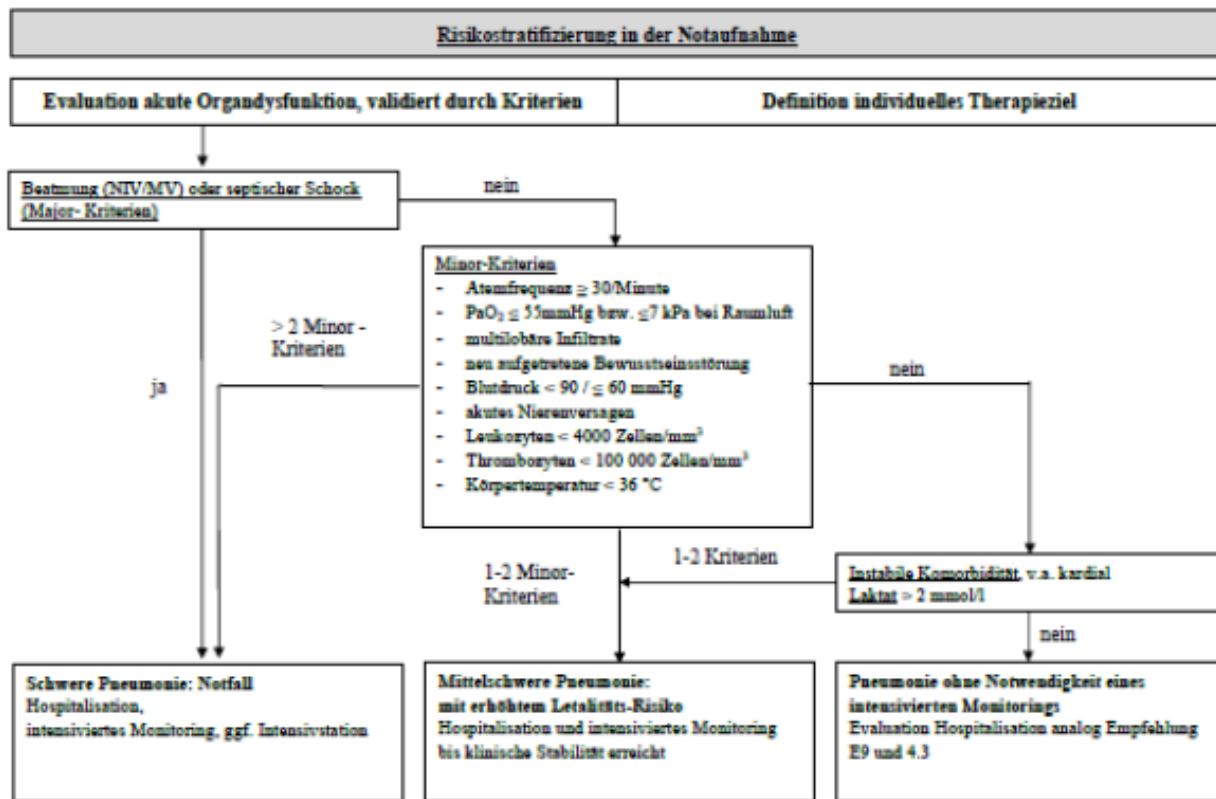 Risikostratifizierung in der Notaufnahme
Evaluation akute Organdysfunktion, validiert durch Kriterien
Definition individuelles Therapieziel
Beatmung (NIV/MV) oder septischer Schock
(Major- Kriterien)
nein
Minor-Kriterien
- Atemfrequenz ≥ 30/Minute
- PaO₂ ≤ 55mmHg bzw. ≤7 kPa bei Raumluft
- multilobäre Infiltrate
- neu aufgetretene Bewusstseinsstörung
- Blutdruck < 90 / ≤ 60 mmHg
- akutes Nierenversagen
- Leukozyten < 4000 Zellen/mm³
- Thrombozyten < 100 000 Zellen/mm³
- Körpertemperatur < 36 °C
> 2 Minor -
Kriterien
ja
nein
1-2 Minor-
Kriterien
1-2 Kriterien
Instabile Komorbidität, v.a. kardial
Laktat > 2 mmol/l
nein
Schwere Pneumonie: Notfall
Hospitalisation,
intensiviertes Monitoring, ggf. Intensivstation
Mittelschwere Pneumonie:
mit erhöhtem Letalitäts-Risiko
Hospitalisation und intensiviertes Monitoring
bis klinische Stabilität erreicht
Pneumonie ohne Notwendigkeit eines
intensivierten Monitorings
Evaluation Hospitalisation analog Empfehlung
E9 und 4.3